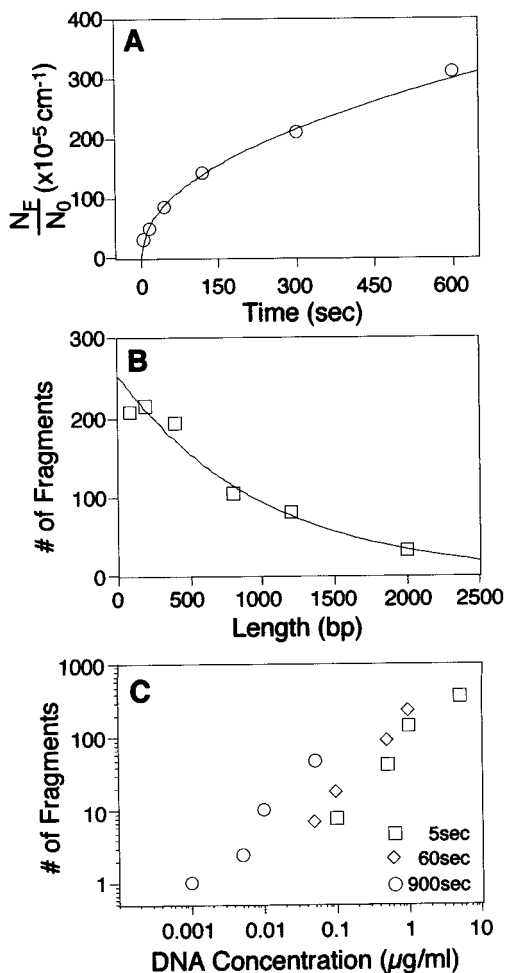 A
400
300
200
100
0
N_F
N_0
(x10⁻⁵ cm⁻¹)
0 150 300 450 600
Time (sec)
B
300
200
100
0
# of Fragments
0 500 1000 1500 2000 2500
Length (bp)
C
1000
100
10
1
# of Fragments
5sec
60sec
900sec
0.001 0.01 0.1 1 10
DNA Concentration (µg/ml)